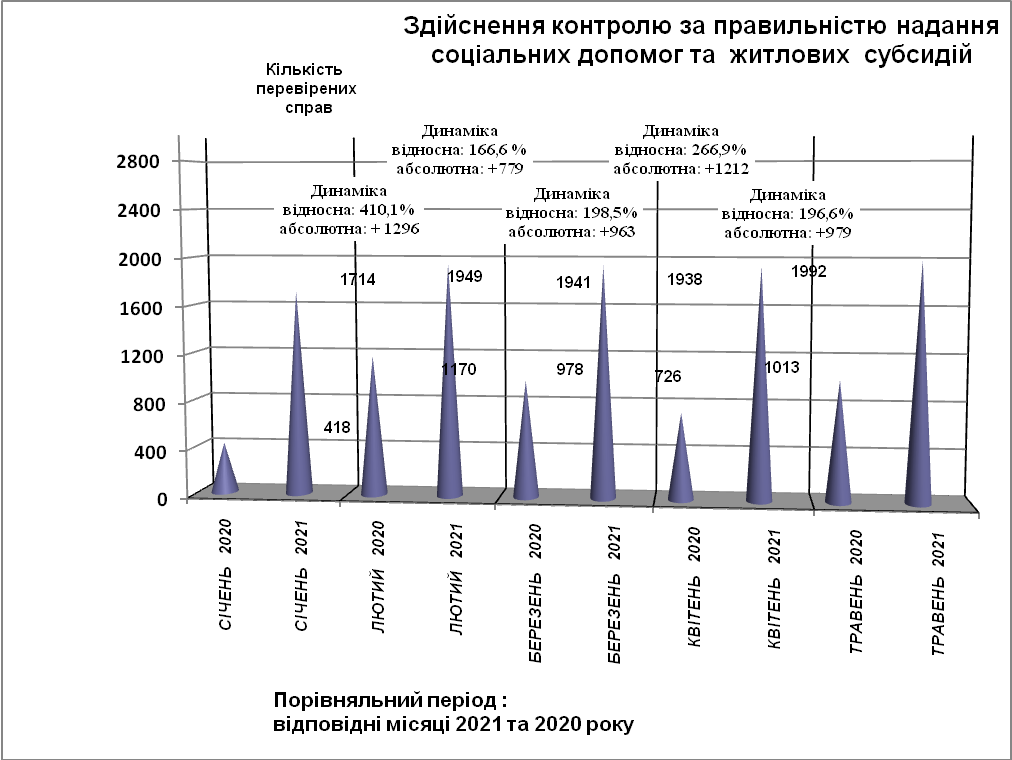 Здійснення контролю за правильністю надання
соціальних допомог та житлових субсидій
Кількість
перевірених
справ
Динаміка
відносна: 166,6 %
абсолютна: +779
Динаміка
відносна: 266,9%
абсолютна: +1212
Динаміка
відносна: 410,1%
абсолютна: + 1296
Динаміка
відносна: 198,5%
абсолютна: +963
Динаміка
відносна: 196,6%
абсолютна: +979
2800
2400
2000
1600
1200
800
400
0
1714
1949
1941
1938
1992
418
1170
978
726
1013
СІЧЕНЬ 2020
СІЧЕНЬ 2021
ЛЮТИЙ 2020
ЛЮТИЙ 2021
БЕРЕЗЕНЬ 2020
БЕРЕЗЕНЬ 2021
КВІТЕНЬ 2020
КВІТЕНЬ 2021
ТРАВЕНЬ 2020
ТРАВЕНЬ 2021
Порівняльний період :
відповідні місяці 2021 та 2020 року